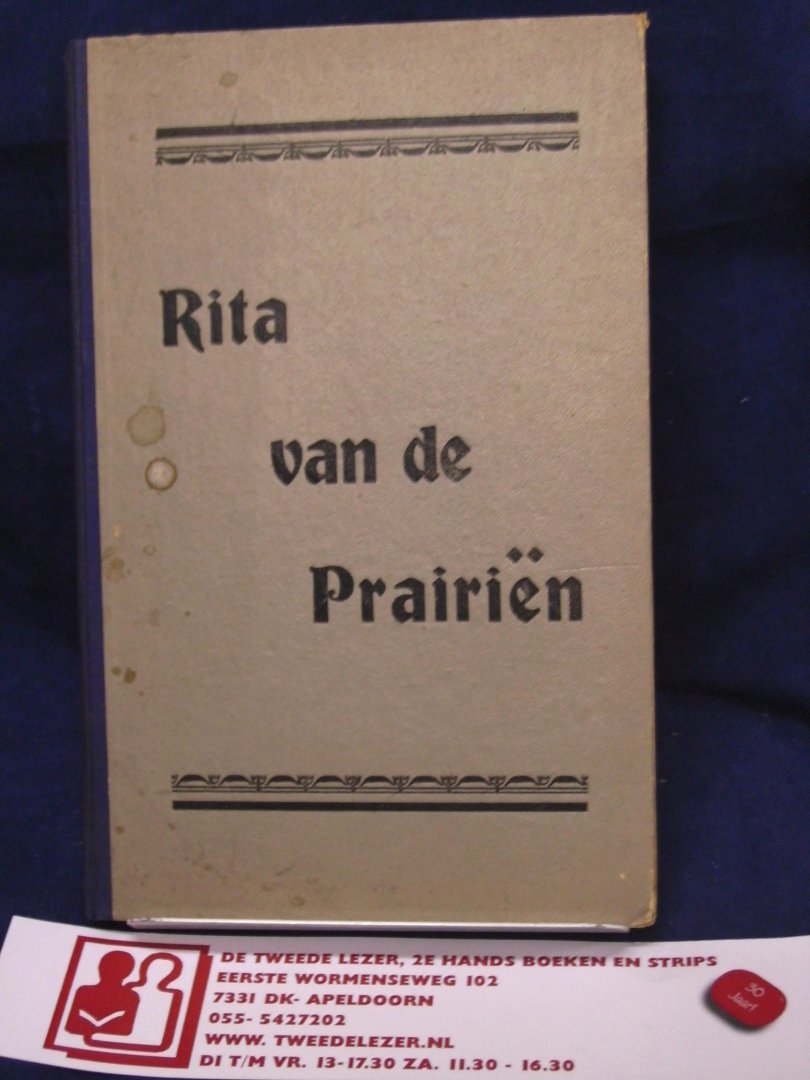 Rita
van de
Prairiën
DE TWEEDE LEZER, 2E HANDS BOEKEN EN STRIPS
EERSTE WORMENSEWEG 102
7331 DK- APELDOORN
055- 5427202
WWW. TWEEDELEZER.NL
DI T/M VR. 13-17.30 ZA. 11.30 - 16.30
30
Jaar!